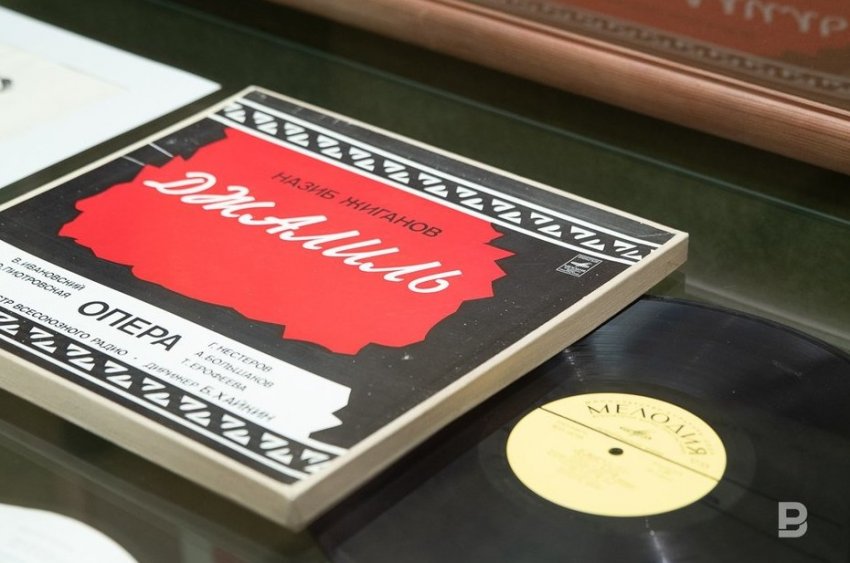 НАЗИБ ЖИГАНОВ
ДЖАЛИЛЬ
ОПЕРА
В. ИВАНОВСКИЙ
ПИОТРОВСКАЯ
Г. НЕСТЕРОВ
А. БОЛЬШАКОВ
Т. ЕРОФЕЕВА
ВСЕСОЮЗНОГО РАДИО · ДИРИЖЕР Б. ХАЙКИН
МЕЛОДИЯ
B